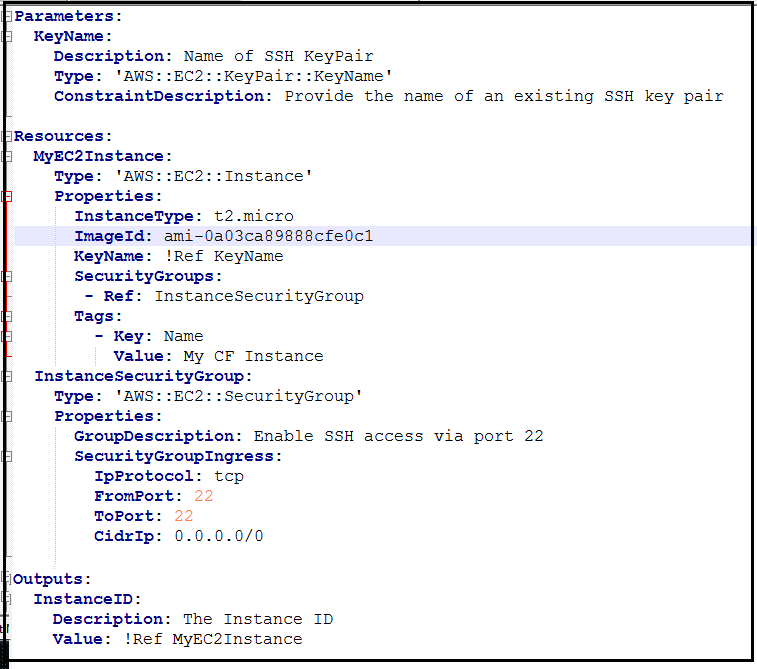 Parameters:
  KeyName:
    Description: Name of SSH KeyPair
    Type: 'AWS::EC2::KeyPair::KeyName'
    ConstraintDescription: Provide the name of an existing SSH key pair

Resources:
  MyEC2Instance:
    Type: 'AWS::EC2::Instance'
    Properties:
      InstanceType: t2.micro
      ImageId: ami-0a03ca89888cfe0c1
      KeyName: !Ref KeyName
      SecurityGroups:
       - Ref: InstanceSecurityGroup
      Tags:
        - Key: Name
          Value: My CF Instance
  InstanceSecurityGroup:
    Type: 'AWS::EC2::SecurityGroup'
    Properties:
      GroupDescription: Enable SSH access via port 22
      SecurityGroupIngress:
        IpProtocol: tcp
        FromPort: 22
        ToPort: 22
        CidrIp: 0.0.0.0/0

Outputs:
  InstanceID:
    Description: The Instance ID
    Value: !Ref MyEC2Instance